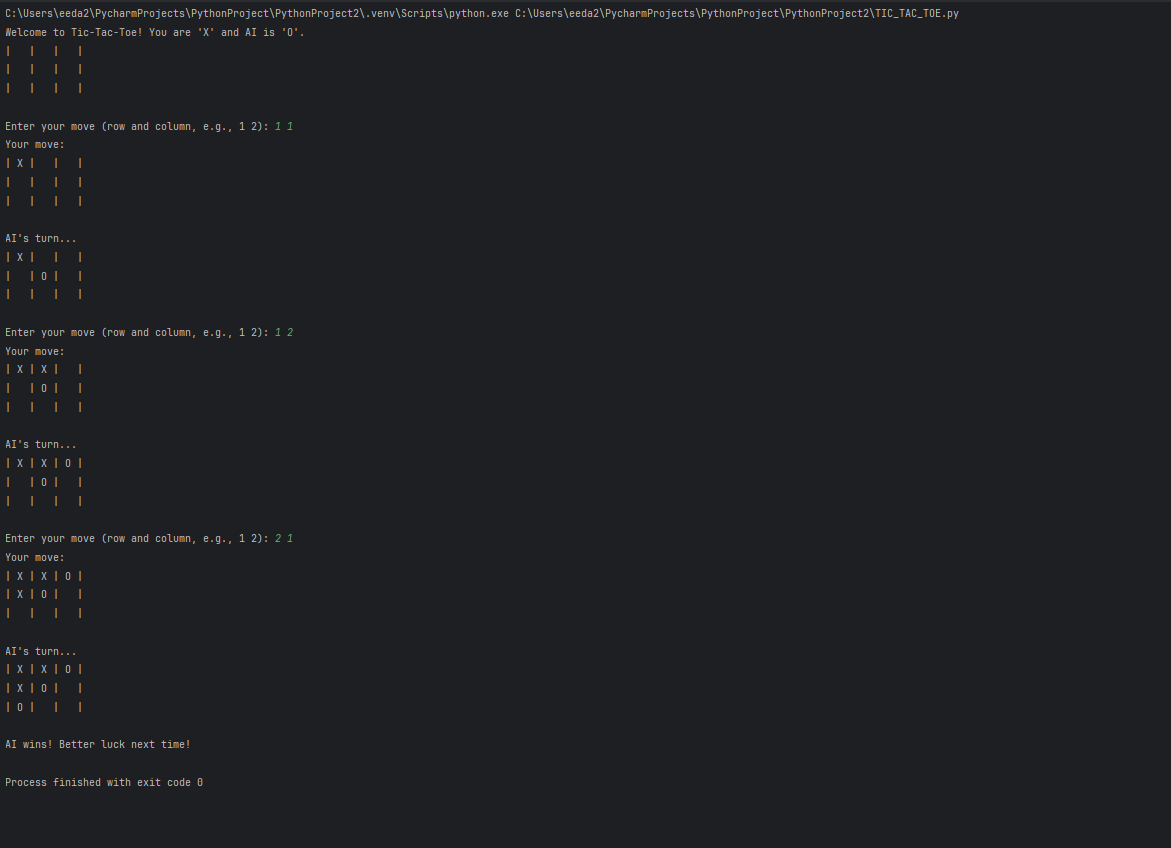 C:\Users\eeda2\PycharmProjects\PythonProject\PythonProject2\.venv\Scripts\python.exe C:\Users\eeda2\PycharmProjects\PythonProject\PythonProject2\TIC_TAC_TOE.py
Welcome to Tic-Tac-Toe! You are 'X' and AI is 'O'.
|   |   |   |
|   |   |   |
|   |   |   |
Enter your move (row and column, e.g., 1 2): 1 1
Your move:
| X |   |   |
|   |   |   |
|   |   |   |
AI's turn...
| X |   |   |
|   | O |   |
|   |   |   |
Enter your move (row and column, e.g., 1 2): 1 2
Your move:
| X | X |   |
|   | O |   |
|   |   |   |
AI's turn...
| X | X | O |
|   | O |   |
|   |   |   |
Enter your move (row and column, e.g., 1 2): 2 1
Your move:
| X | X | O |
| X | O |   |
|   |   |   |
AI's turn...
| X | X | O |
| X | O |   |
| O |   |   |
AI wins! Better luck next time!
Process finished with exit code 0